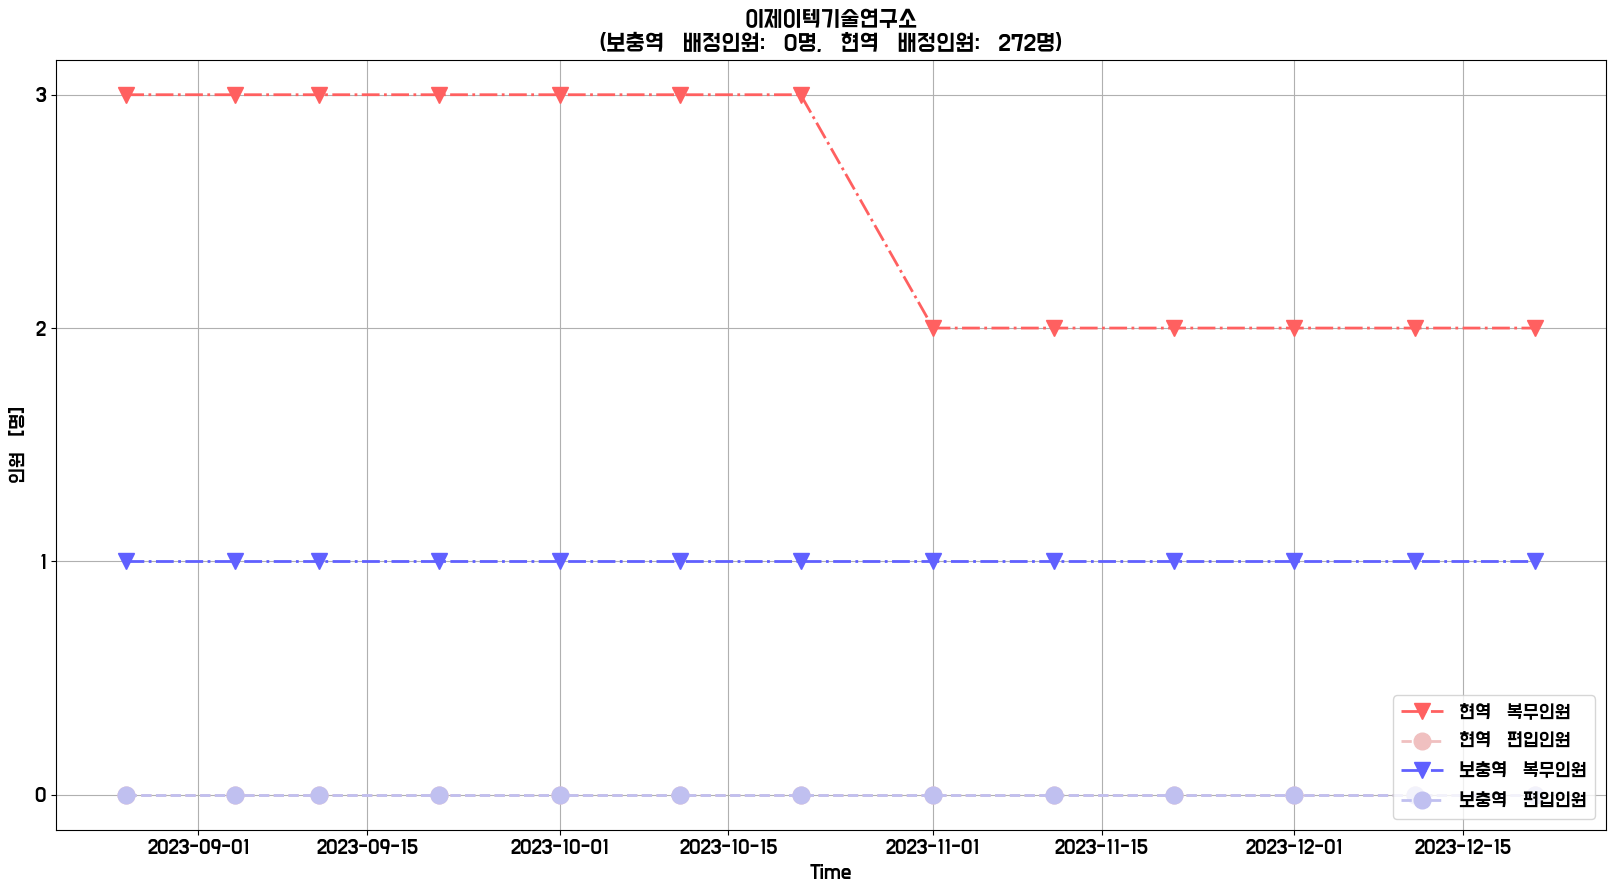 이제이텍기술연구소
(보충역 배정인원: 0명, 현역 배정인원: 272명)
3
2
1
0
인원 [명]
2023-09-01 2023-09-15 2023-10-01 2023-10-15 2023-11-01 2023-11-15 2023-12-01 2023-12-15
Time
현역 복무인원
현역 편입인원
보충역 복무인원
보충역 편입인원